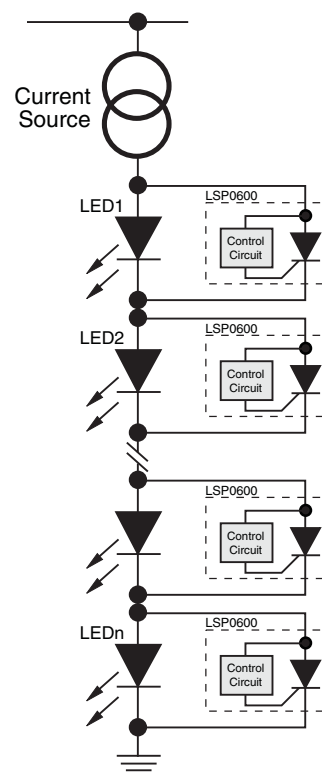 Current
Source
LED1
LSP0600
Control
Circuit
LED2
LSP0600
Control
Circuit
LSP0600
Control
Circuit
LEDn
LSP0600
Control
Circuit